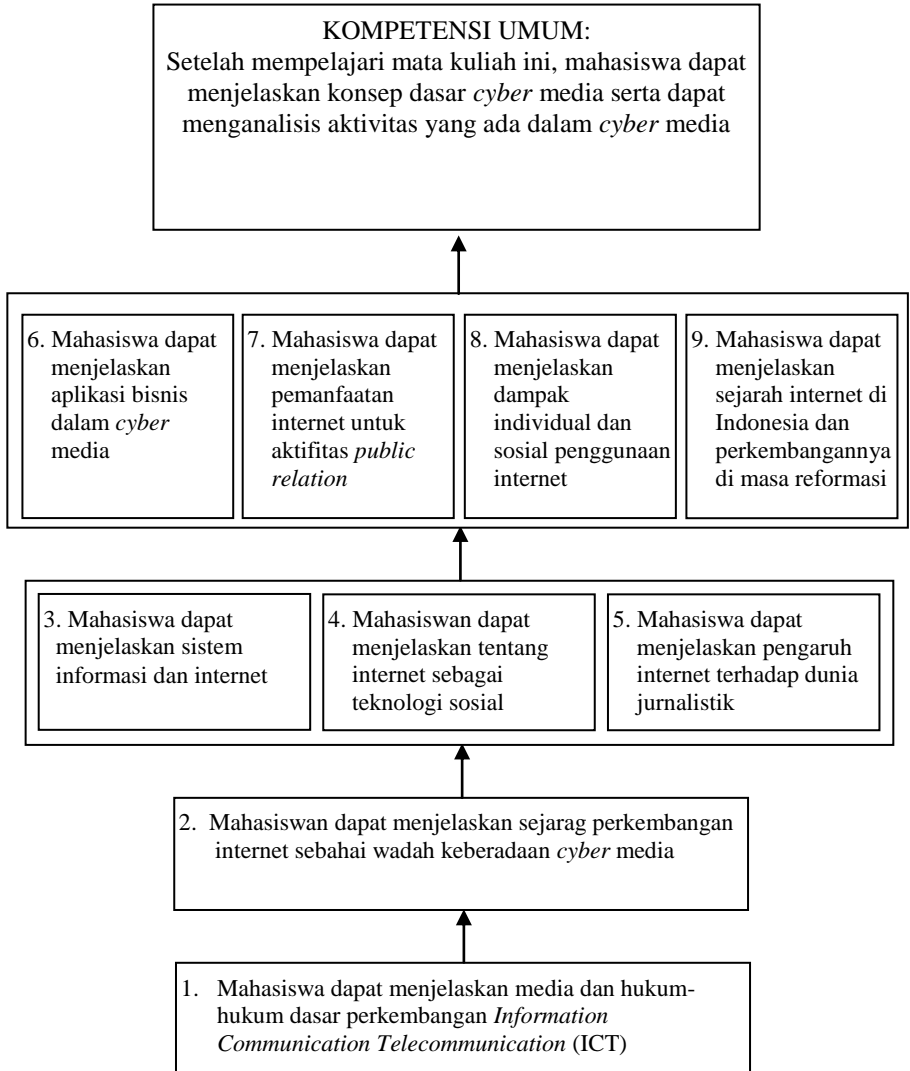 KOMPETENSI UMUM:
Setelah mempelajari mata kuliah ini, mahasiswa dapat
menjelaskan konsep dasar cyber media serta dapat
menganalisis aktivitas yang ada dalam cyber media
6. Mahasiswa dapat
menjelaskan
aplikasi bisnis
dalam cyber
media
7. Mahasiswa dapat
menjelaskan
pemanfaatan
internet untuk
aktifitas public
relation
8. Mahasiswa dapat
menjelaskan
dampak
individual dan
sosial penggunaan
internet
9. Mahasiswa dapat
menjelaskan
sejarah internet di
Indonesia dan
perkembangannya
di masa reformasi
3. Mahasiswa dapat
menjelaskan sistem
informasi dan internet
4. Mahasiswan dapat
menjelaskan tentang
internet sebagai
teknologi sosial
5. Mahasiswa dapat
menjelaskan pengaruh
internet terhadap dunia
jurnalistik
2. Mahasiswan dapat menjelaskan sejarag perkembangan
internet sebahai wadah keberadaan cyber media
1. Mahasiswa dapat menjelaskan media dan hukum-
hukum dasar perkembangan Information
Communication Telecommunication (ICT)